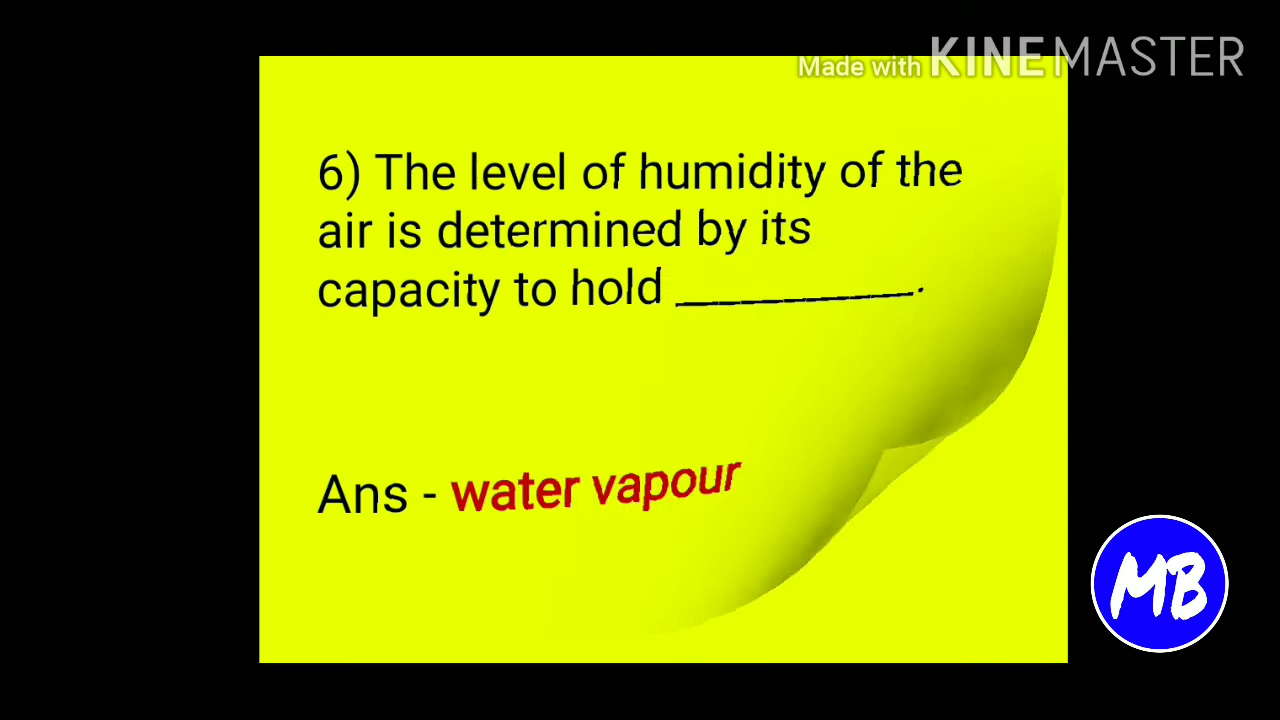 Made with KINEMASTER
6) The level of humidity of the
air is determined by its
capacity to hold __________.
Ans - water vapour
MB